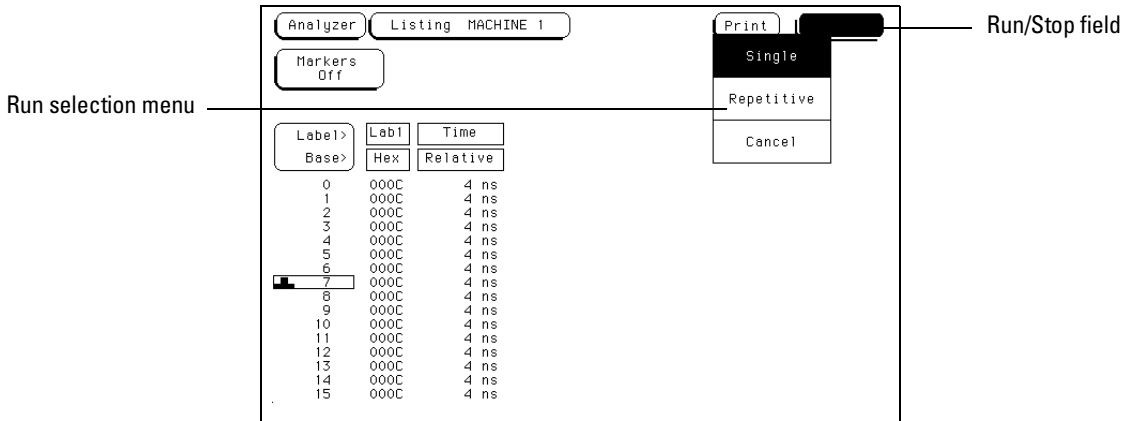 Analyzer Listing MACHINE 1 Print Run/Stop field
Markers
Off
Single
Run selection menu Repetitive
Cancel
Label> Lab1 Time
Base> Hex Relative
0 000C 4 ns
1 000C 4 ns
2 000C 4 ns
3 000C 4 ns
4 000C 4 ns
5 000C 4 ns
6 000C 4 ns
7 000C 4 ns
8 000C 4 ns
9 000C 4 ns
10 000C 4 ns
11 000C 4 ns
12 000C 4 ns
13 000C 4 ns
14 000C 4 ns
15 000C 4 ns